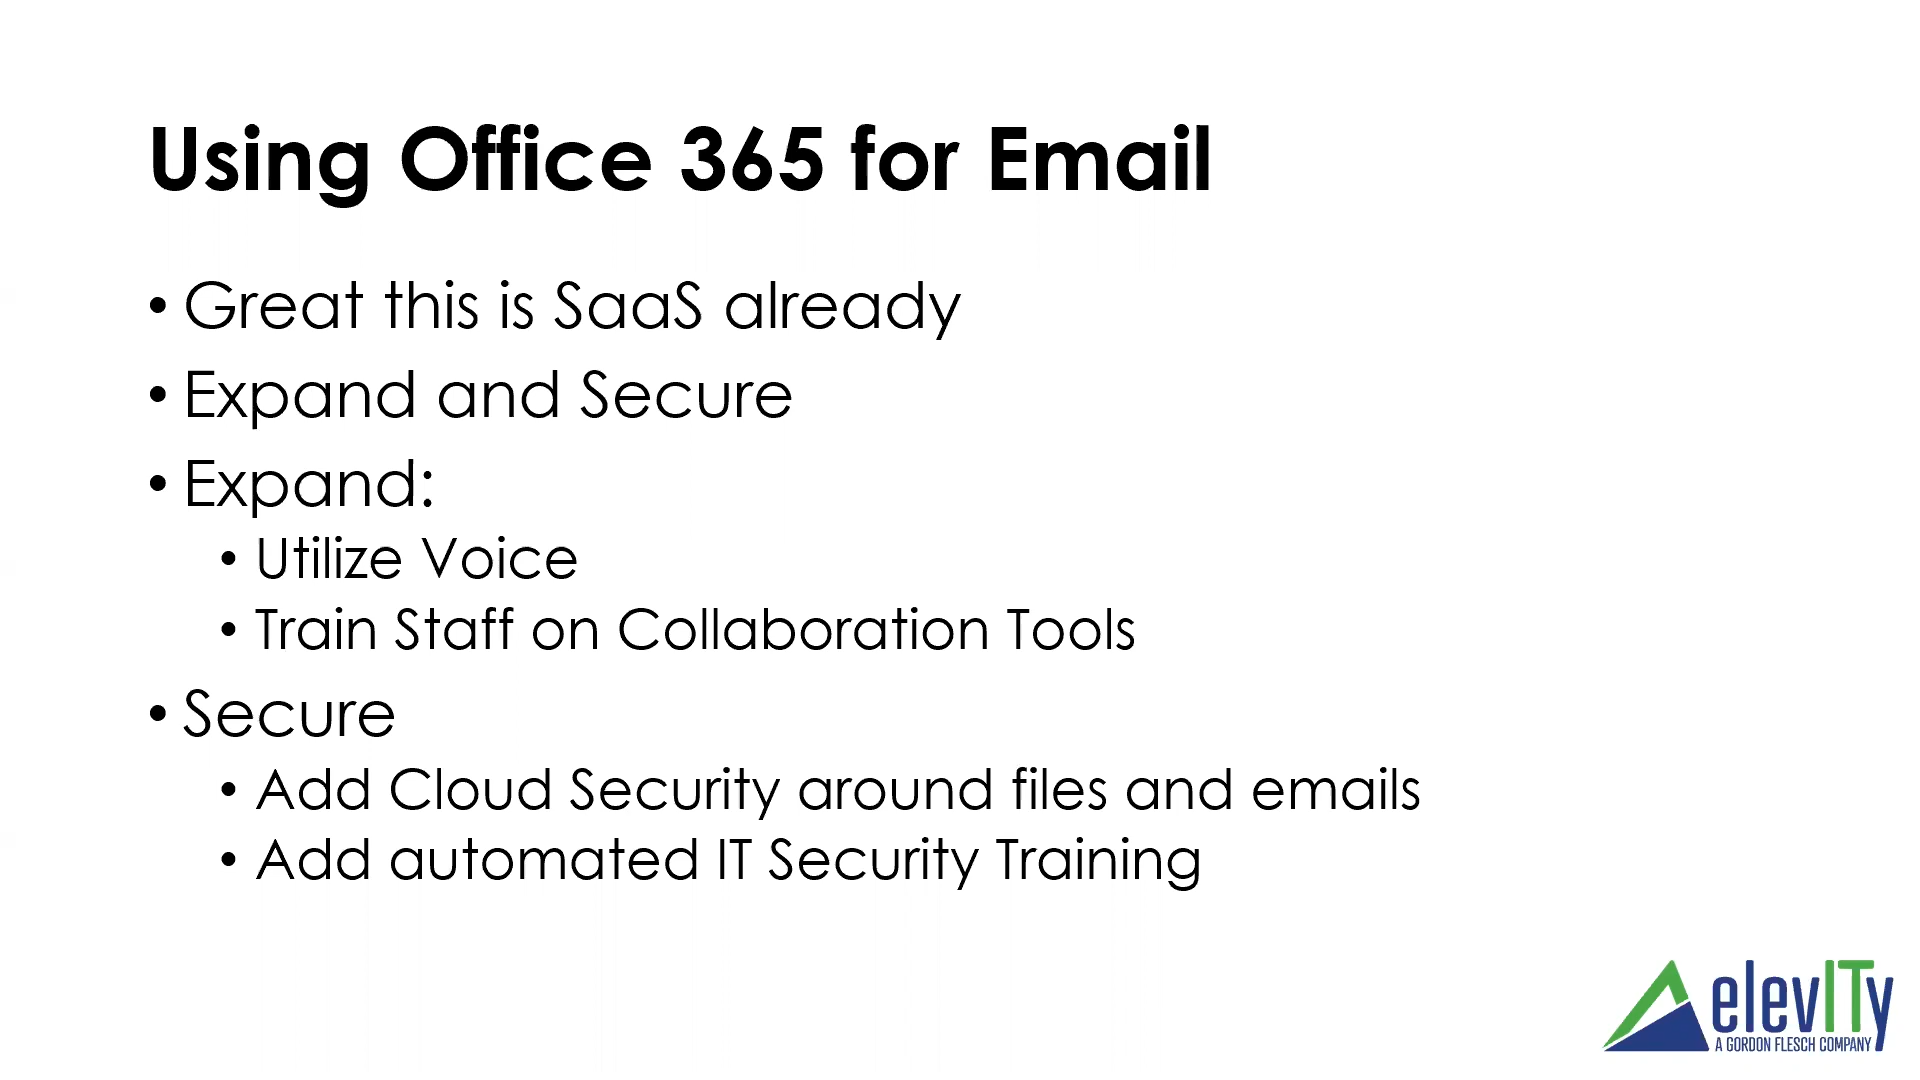 Using Office 365 for Email
• Great this is SaaS already
• Expand and Secure
• Expand:
• Utilize Voice
• Train Staff on Collaboration Tools
• Secure
• Add Cloud Security around files and emails
• Add automated IT Security Training
elevITy
A GORDON FLESCH COMPANY